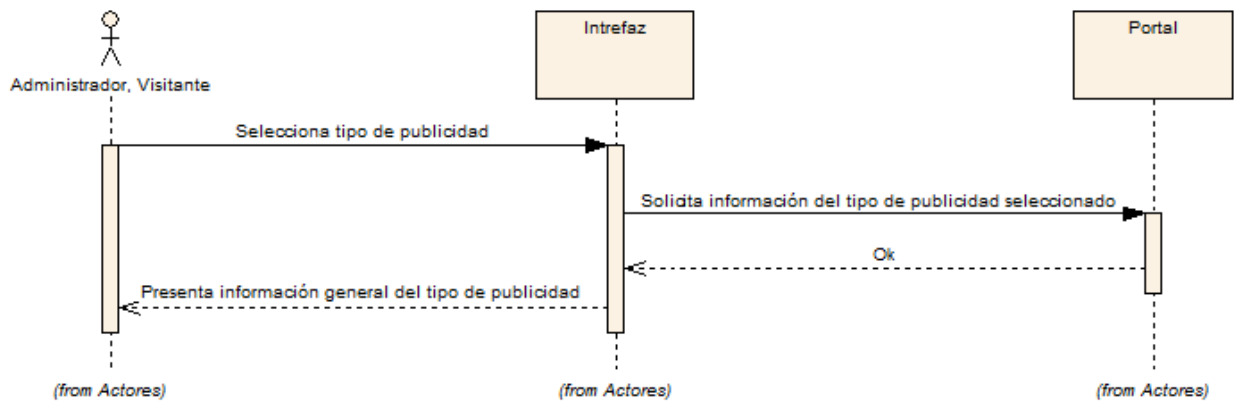 Intrefaz
Portal
Administrador, Visitante
Selecciona tipo de publicidad
Solicita información del tipo de publicidad seleccionado
Ok
Presenta información general del tipo de publicidad
(from Actores)
(from Actores)
(from Actores)